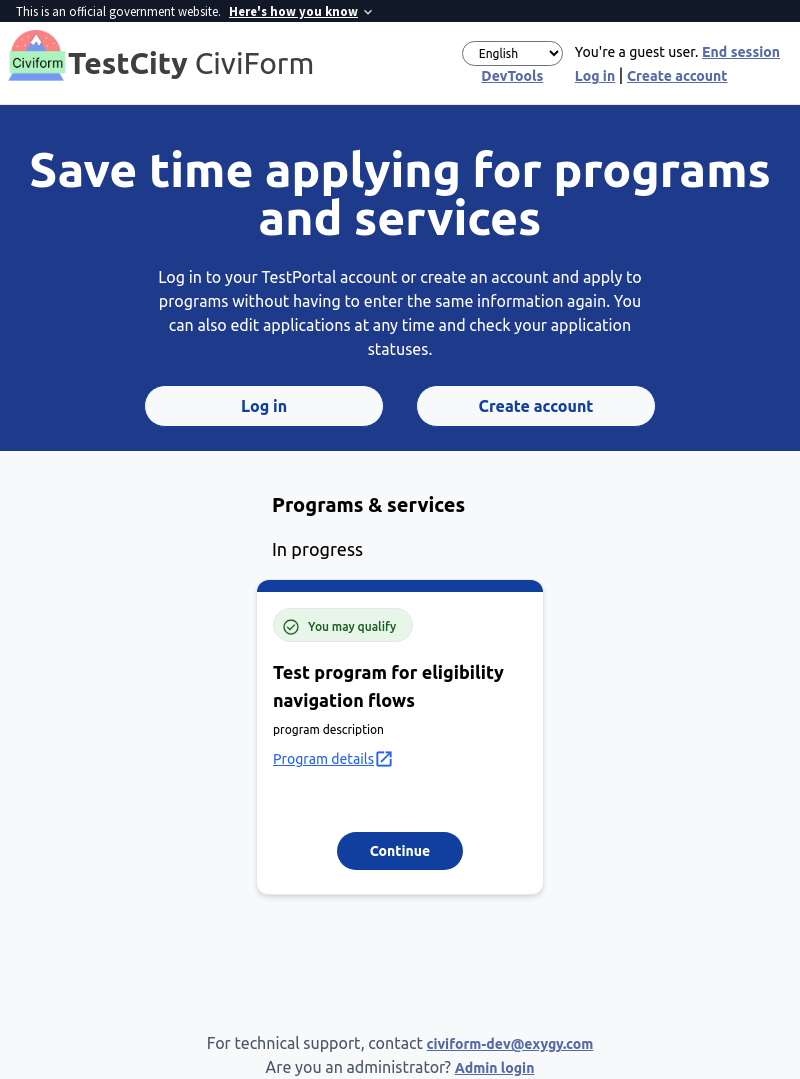 This is an official government website. Here's how you know
Civiform TestCity CiviForm
English
You're a guest user. End session
DevTools
Log in | Create account
Save time applying for programs
and services
Log in to your TestPortal account or create an account and apply to
programs without having to enter the same information again. You
can also edit applications at any time and check your application
statuses.
Log in
Create account
Programs & services
In progress
You may qualify
Test program for eligibility
navigation flows
program description
Program details
Continue
For technical support, contact civiform-dev@exygy.com
Are you an administrator? Admin login